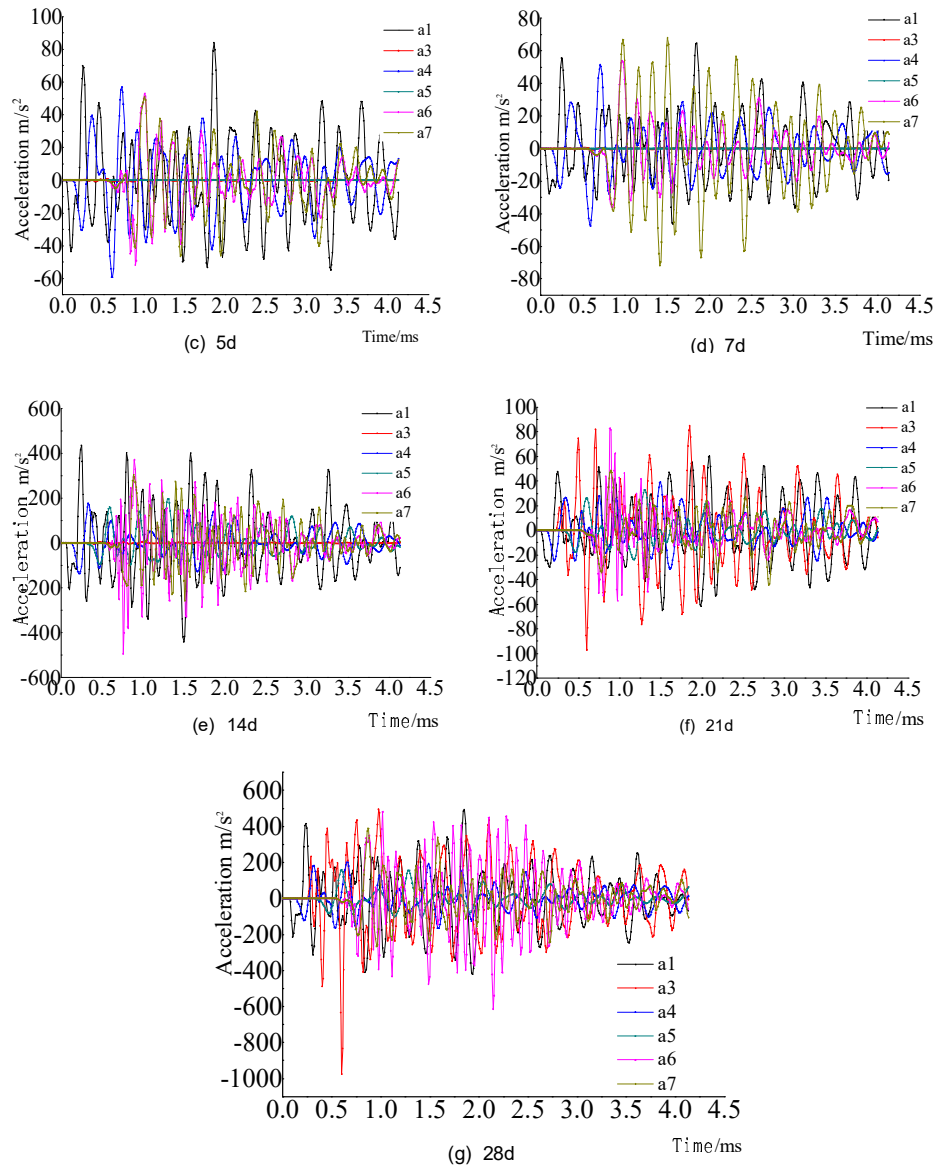 100
80
60
40
20
0
-20
-40
-60
Acceleration m/s²
0.0 0.5 1.0 1.5 2.0 2.5 3.0 3.5 4.0 4.5
Time/ms
a1
a3
a4
a5
a6
a7
(c) 5d
80
60
40
20
0
-20
-40
-60
-80
Acceleration m/s²
0.0 0.5 1.0 1.5 2.0 2.5 3.0 3.5 4.0 4.5
Time/ms
a1
a3
a4
a5
a6
a7
(d) 7d
600
400
200
0
-200
-400
-600
Acceleration m/s²
0.0 0.5 1.0 1.5 2.0 2.5 3.0 3.5 4.0 4.5
Time/ms
a1
a3
a4
a5
a6
a7
(e) 14d
100
80
60
40
20
0
-20
-40
-60
-80
-100
-120
Acceleration m/s²
0.0 0.5 1.0 1.5 2.0 2.5 3.0 3.5 4.0 4.5
Time/ms
a1
a3
a4
a5
a6
a7
(f) 21d
600
400
200
0
-200
-400
-600
-800
-1000
Acceleration m/s²
0.0 0.5 1.0 1.5 2.0 2.5 3.0 3.5 4.0 4.5
Time/ms
a1
a3
a4
a5
a6
a7
(g) 28d